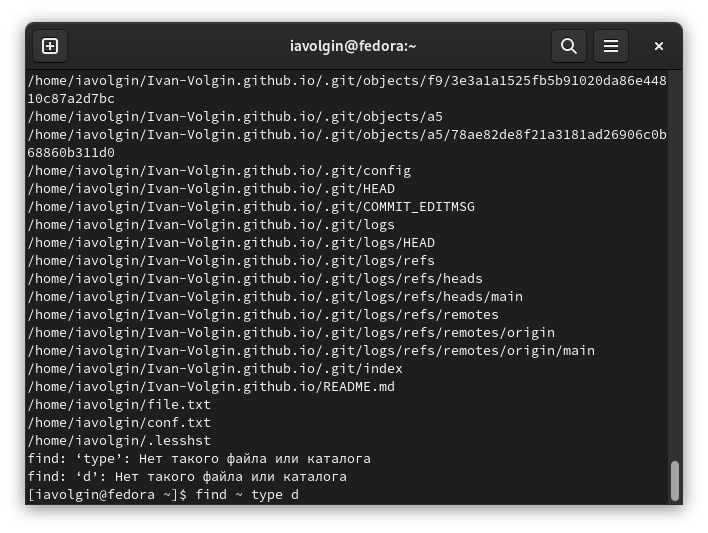 iavolgin@fedora:~
/home/iavolgin/Ivan-Volgin.github.io/.git/objects/f9/3e3a1a1525fb5b91020da86e448
10c87a2d7bc
/home/iavolgin/Ivan-Volgin.github.io/.git/objects/a5
/home/iavolgin/Ivan-Volgin.github.io/.git/objects/a5/78ae82de8f21a3181ad26906c0b
68860b311d0
/home/iavolgin/Ivan-Volgin.github.io/.git/config
/home/iavolgin/Ivan-Volgin.github.io/.git/HEAD
/home/iavolgin/Ivan-Volgin.github.io/.git/COMMIT_EDITMSG
/home/iavolgin/Ivan-Volgin.github.io/.git/logs
/home/iavolgin/Ivan-Volgin.github.io/.git/logs/HEAD
/home/iavolgin/Ivan-Volgin.github.io/.git/logs/refs
/home/iavolgin/Ivan-Volgin.github.io/.git/logs/refs/heads
/home/iavolgin/Ivan-Volgin.github.io/.git/logs/refs/heads/main
/home/iavolgin/Ivan-Volgin.github.io/.git/logs/refs/remotes
/home/iavolgin/Ivan-Volgin.github.io/.git/logs/refs/remotes/origin
/home/iavolgin/Ivan-Volgin.github.io/.git/logs/refs/remotes/origin/main
/home/iavolgin/Ivan-Volgin.github.io/.git/index
/home/iavolgin/Ivan-Volgin.github.io/README.md
/home/iavolgin/file.txt
/home/iavolgin/conf.txt
/home/iavolgin/.lesshst
find: ‘type’: Нет такого файла или каталога
find: ‘d’: Нет такого файла или каталога
[iavolgin@fedora ~]$ find ~ type d